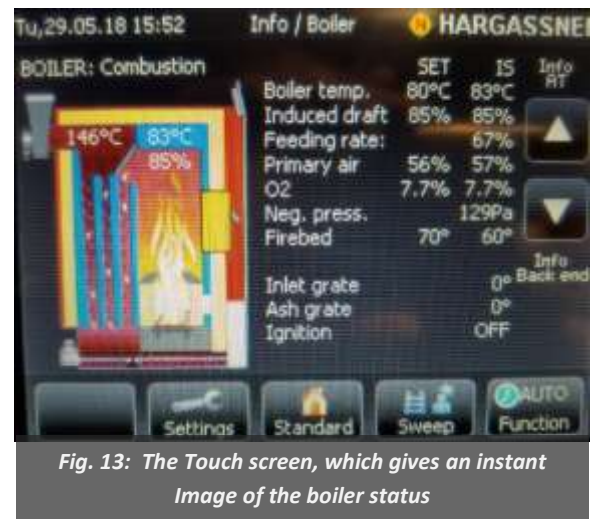 Tu,29.05.18 15:52 Info / Boiler HARGASSNE
BOILER: Combustion SET IS Info
RT
Boiler temp. 80°C 83°C
Induced draft 85% 85%
Feeding rate: 67%
146°C 83°C
85%
Primary air 56% 57%
O2 7.7% 7.7%
Neg. press. 129Pa
Firebed 70° 60°
Info
Back end
Inlet grate 0°
Ash grate 0°
Ignition OFF
Settings Standard Sweep AUTO
Function
Fig. 13: The Touch screen, which gives an instant
Image of the boiler status